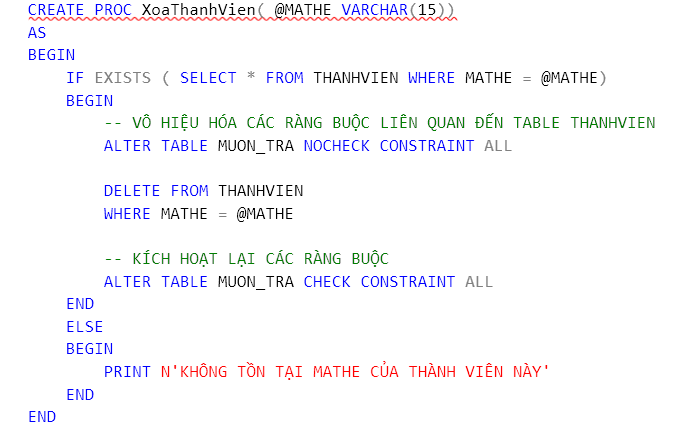 CREATE PROC XoaThanhVien( @MATHE VARCHAR(15))
AS
BEGIN
    IF EXISTS ( SELECT * FROM THANHVIEN WHERE MATHE = @MATHE)
    BEGIN
        -- VÔ HIỆU HÓA CÁC RÀNG BUỘC LIÊN QUAN ĐẾN TABLE THANHVIEN
        ALTER TABLE MUON_TRA NOCHECK CONSTRAINT ALL

        DELETE FROM THANHVIEN
        WHERE MATHE = @MATHE

        -- KÍCH HOẠT LẠI CÁC RÀNG BUỘC
        ALTER TABLE MUON_TRA CHECK CONSTRAINT ALL
    END
    ELSE
    BEGIN
        PRINT N'KHÔNG TỒN TẠI MATHE CỦA THÀNH VIÊN NÀY'
    END
END